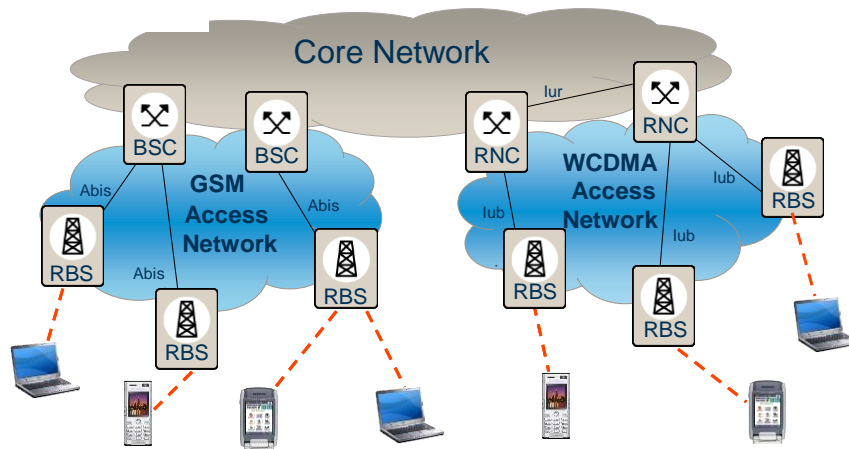 Core Network
Iur
BSC
BSC
RNC
RNC
GSM
Access
Network
WCDMA
Access
Network
Abis
Abis
Abis
Iub
Iub
Iub
RBS
RBS
RBS
RBS
RBS
RBS